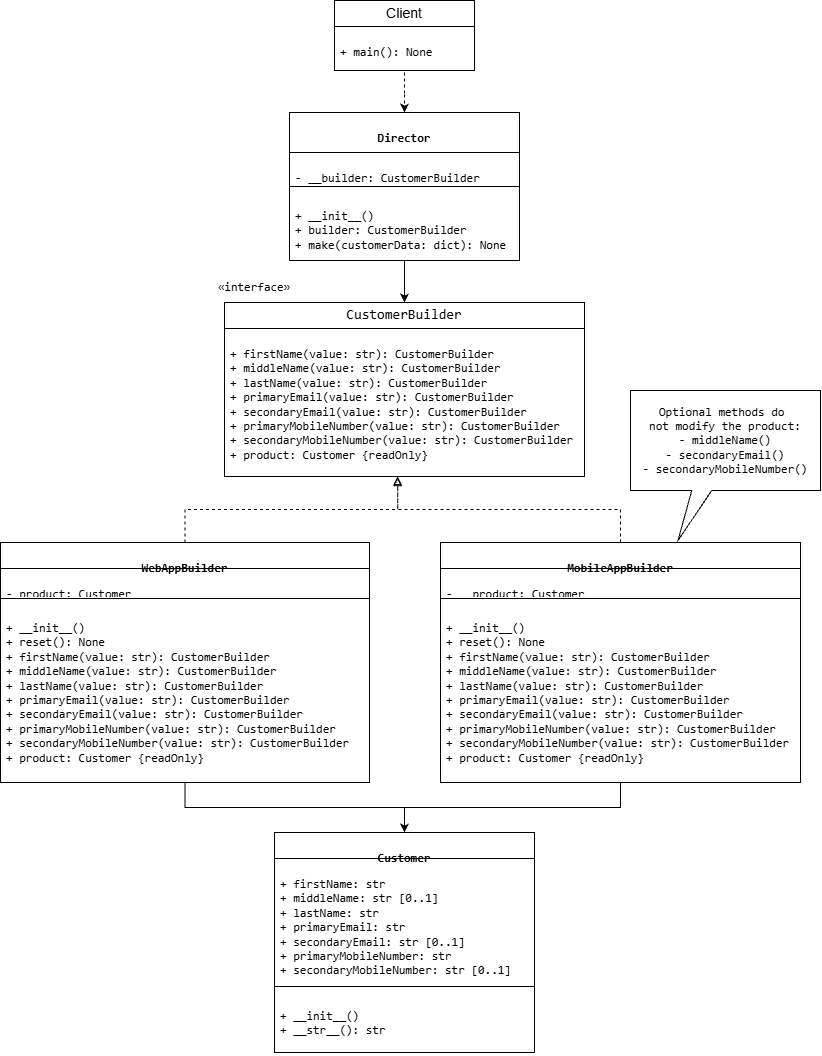 Client
+ main(): None
Director
- __builder: CustomerBuilder
+ __init__()
+ builder: CustomerBuilder
+ make(customerData: dict): None
«interface»
CustomerBuilder
+ firstName(value: str): CustomerBuilder
+ middleName(value: str): CustomerBuilder
+ lastName(value: str): CustomerBuilder
+ primaryEmail(value: str): CustomerBuilder
+ secondaryEmail(value: str): CustomerBuilder
+ primaryMobileNumber(value: str): CustomerBuilder
+ secondaryMobileNumber(value: str): CustomerBuilder
+ product: Customer {readOnly}
Optional methods do
not modify the product:
- middleName()
- secondaryEmail()
- secondaryMobileNumber()
WebAppBuilder
- product: Customer
+ __init__()
+ reset(): None
+ firstName(value: str): CustomerBuilder
+ middleName(value: str): CustomerBuilder
+ lastName(value: str): CustomerBuilder
+ primaryEmail(value: str): CustomerBuilder
+ secondaryEmail(value: str): CustomerBuilder
+ primaryMobileNumber(value: str): CustomerBuilder
+ secondaryMobileNumber(value: str): CustomerBuilder
+ product: Customer {readOnly}
MobileAppBuilder
- __product: Customer
+ __init__()
+ reset(): None
+ firstName(value: str): CustomerBuilder
+ middleName(value: str): CustomerBuilder
+ lastName(value: str): CustomerBuilder
+ primaryEmail(value: str): CustomerBuilder
+ secondaryEmail(value: str): CustomerBuilder
+ primaryMobileNumber(value: str): CustomerBuilder
+ secondaryMobileNumber(value: str): CustomerBuilder
+ product: Customer {readOnly}
Customer
+ firstName: str
+ middleName: str [0..1]
+ lastName: str
+ primaryEmail: str
+ secondaryEmail: str [0..1]
+ primaryMobileNumber: str
+ secondaryMobileNumber: str [0..1]
+ __init__()
+ __str__(): str